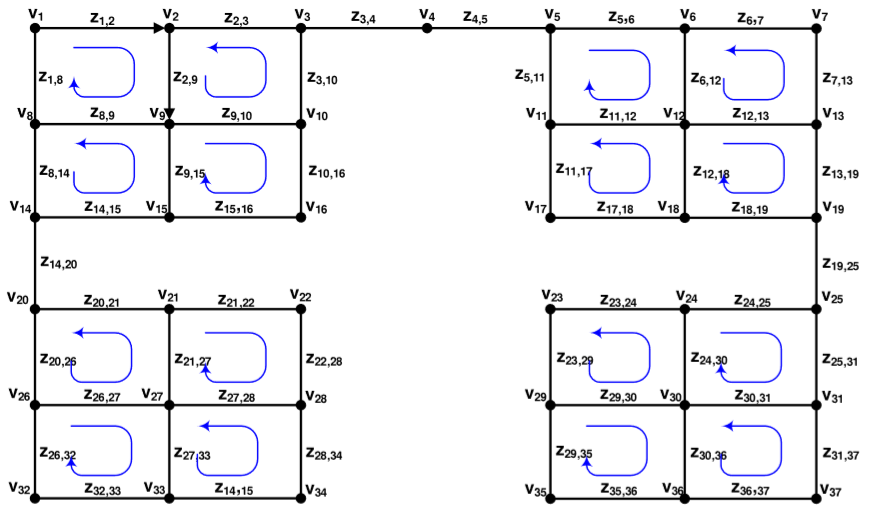 v1 z1,2 v2 z2,3 v3 z3,4 v4 z4,5 v5 z5,6 v6 z6,7 v7
z1,8 z2,9 z3,10 z5,11 z6,12 z7,13
v8 z8,9 v9 z9,10 v10 v11 z11,12 v12 z12,13 v13
z8,14 z9,15 z10,16 z11,17 z12,18 z13,19
v14 z14,15 v15 z15,16 v16 v17 z17,18 v18 z18,19 v19
z14,20 z19,25
v20 z20,21 v21 z21,22 v22 v23 z23,24 v24 z24,25 v25
z20,26 z21,27 z22,28 z23,29 z24,30 z25,31
v26 z26,27 v27 z27,28 v28 v29 z29,30 v30 z30,31 v31
z26,32 z27,33 z28,34 z29,35 z30,36 z31,37
v32 z32,33 v33 z14,15 v34 v35 z35,36 v36 z36,37 v37